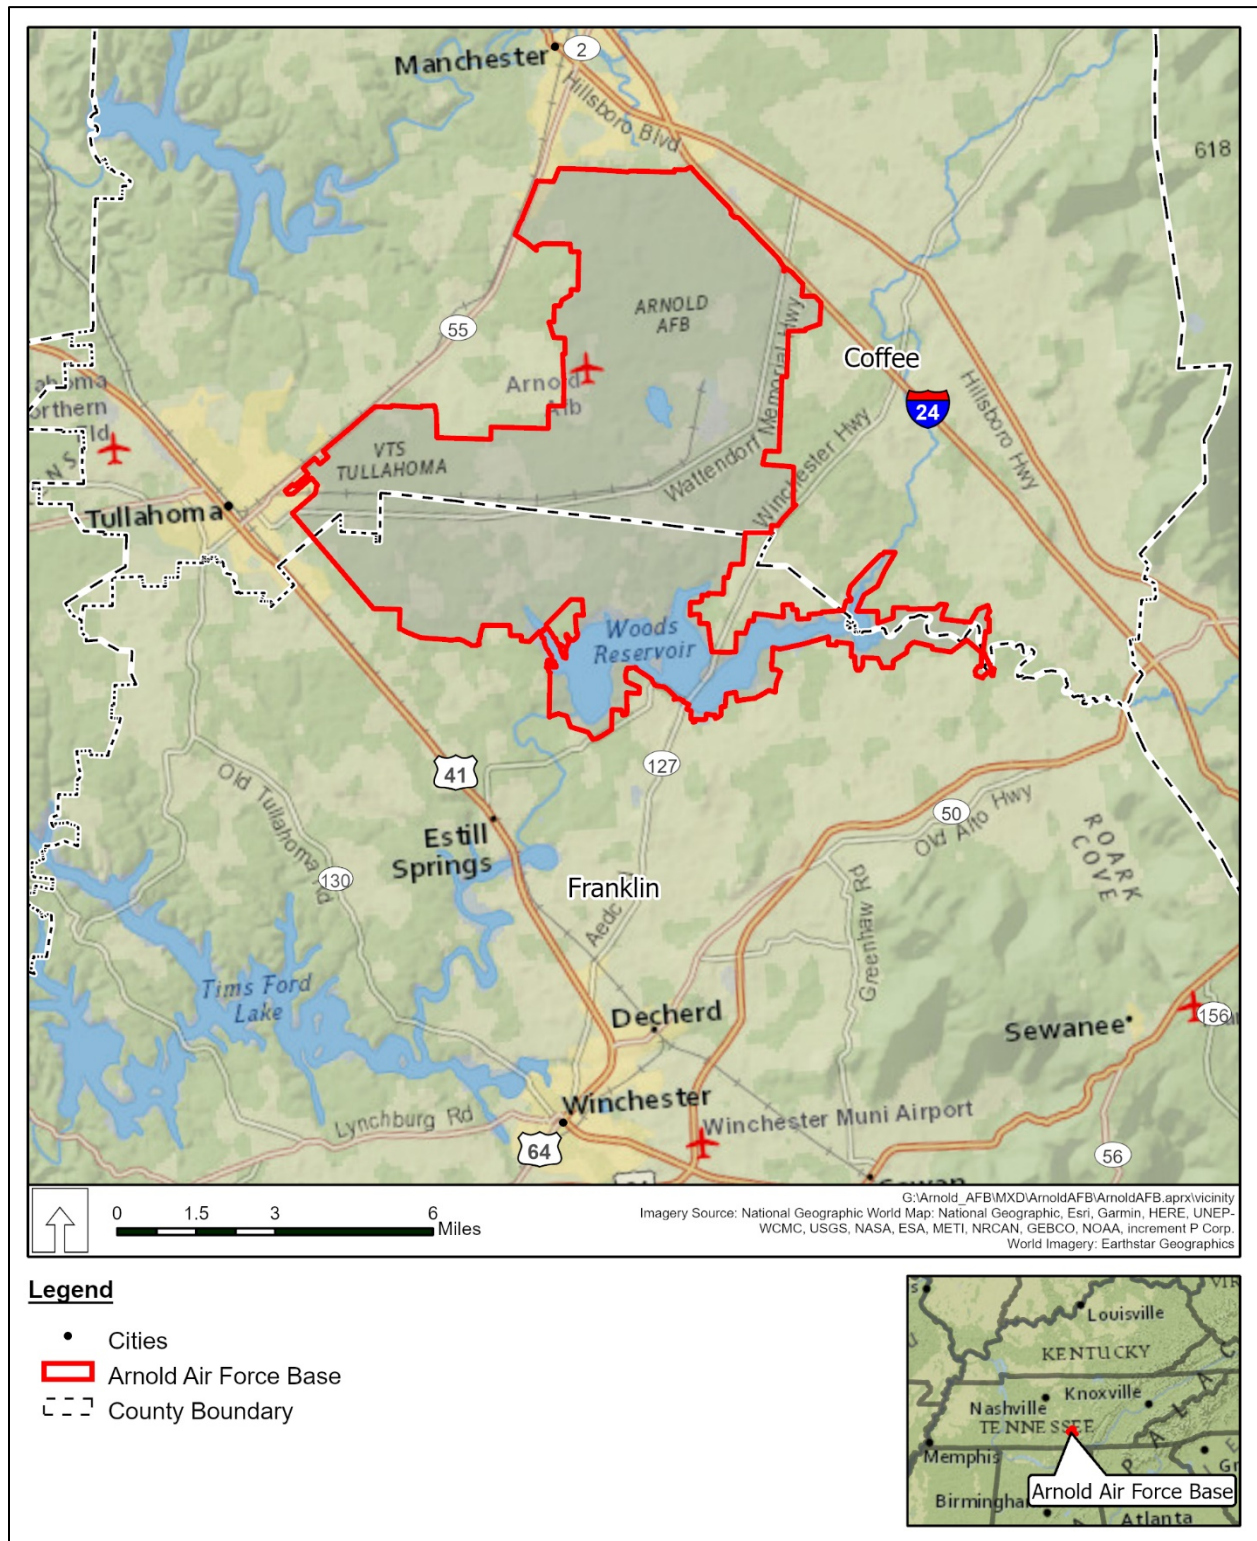 Manchester
2
Hillsboro Blvd
618
ARNOLD
AFB
55
Coffee
Arnold
Afb
24
Hillsboro Hwy
Wattendorf Memorial Hwy
Winchester Hwy
VTS
TULLAHOMA
Tullahoma
Woods
Reservoir
41
127
50
Old Alto Hwy
ROARK
COVE
Old Tullahoma Rd
130
Estill
Springs
Franklin
Aedc
Greenhaw Rd
Tims Ford
Lake
Decherd
Sewanee
156
Winchester
Lynchburg Rd
Winchester Muni Airport
64
56
0
1.5
3
6
Miles
G:\Arnold_AFB\MXD\ArnoldAFB\ArnoldAFB.aprx\vicinity
Imagery Source: National Geographic World Map: National Geographic, Esri, Garmin, HERE, UNEP-
WCMC, USGS, NASA, ESA, METI, NRCAN, GEBCO, NOAA, increment P Corp.
World Imagery: Earthstar Geographics
Legend
Cities
Arnold Air Force Base
County Boundary
Louisville
KENTUCKY
Nashville
Knoxville
TENNESSEE
Memphis
Arnold Air Force Base
Atlanta